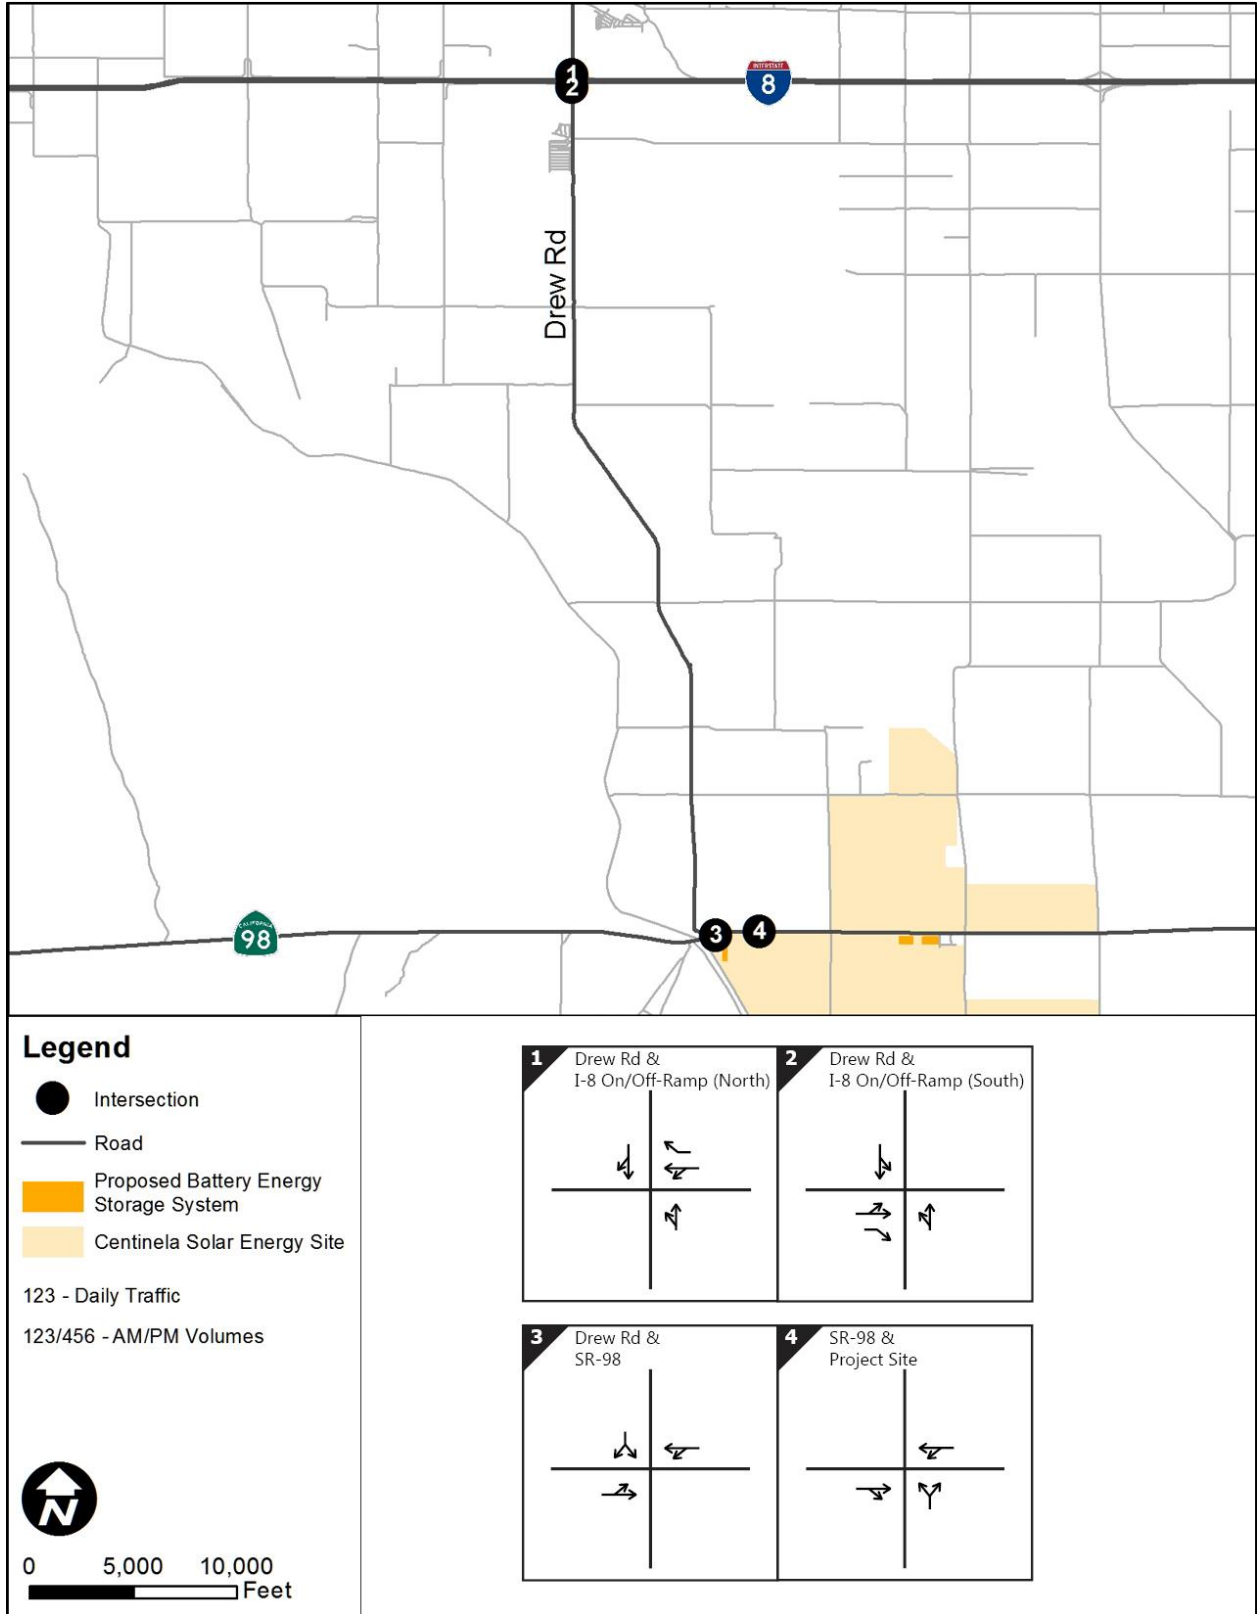 1
2
INTERSTATE
8
Drew Rd
CALIFORNIA
98
3
4
Legend
Intersection
Road
Proposed Battery Energy
Storage System
Centinela Solar Energy Site
123 - Daily Traffic
123/456 - AM/PM Volumes
N
0 5,000 10,000
Feet
1 Drew Rd &
I-8 On/Off-Ramp (North)
2 Drew Rd &
I-8 On/Off-Ramp (South)
3 Drew Rd &
SR-98
4 SR-98 &
Project Site